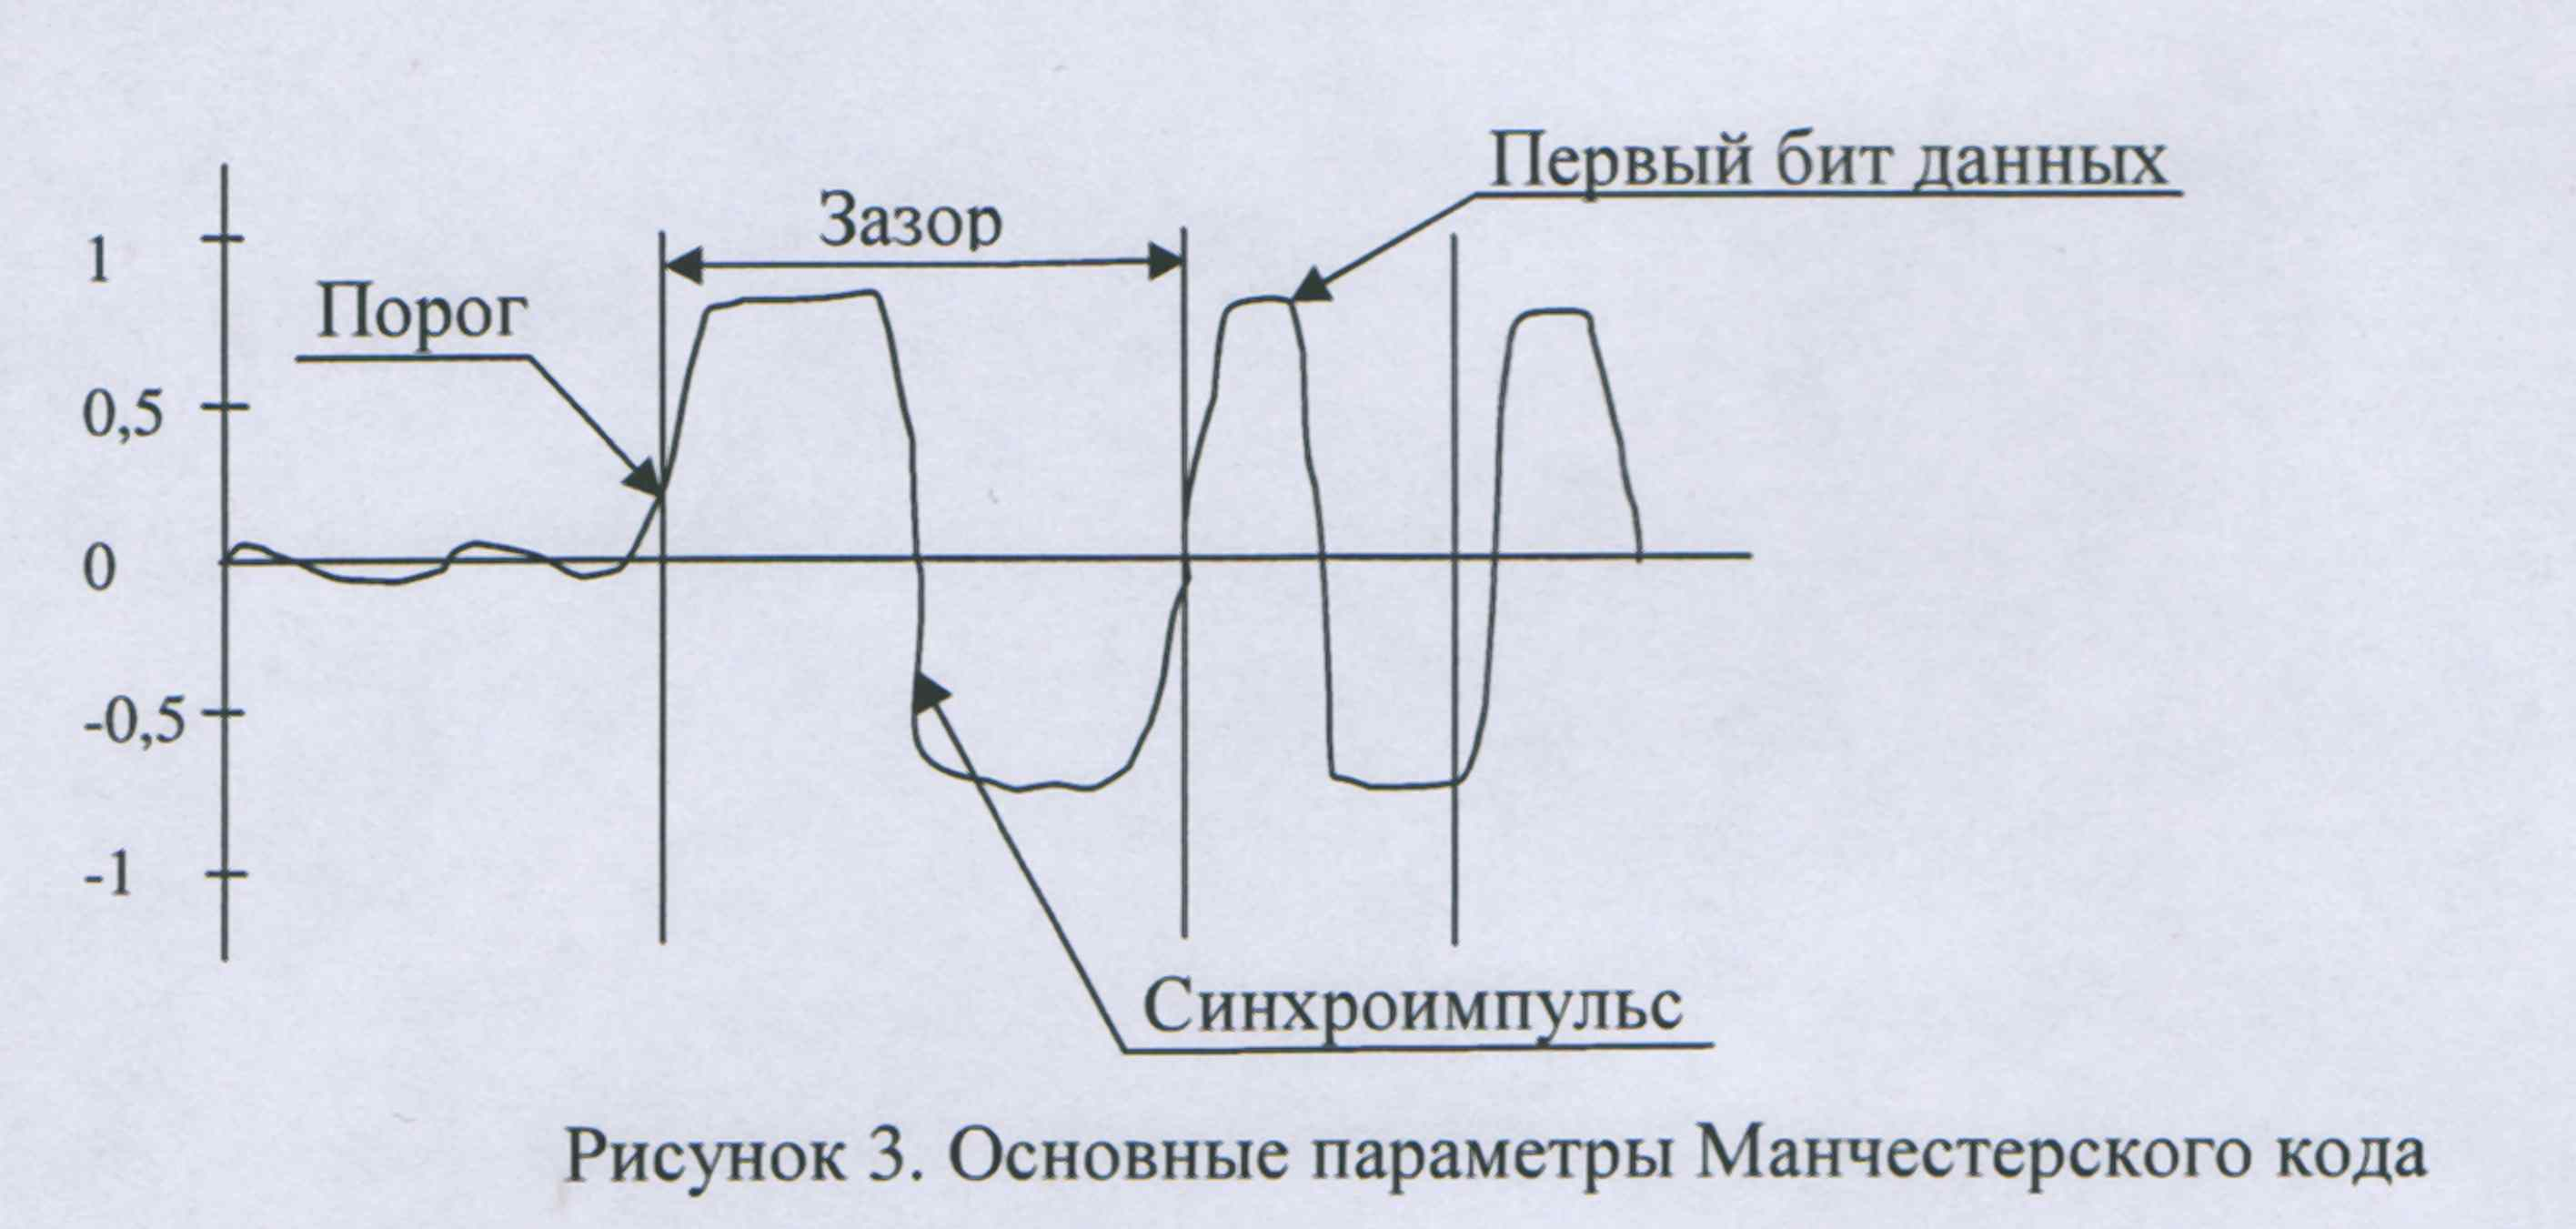 Первый бит данных
Зазор
1
Порог
0,5
0
-0,5
-1
Синхроимпульс
Рисунок 3. Основные параметры Манчестерского кода